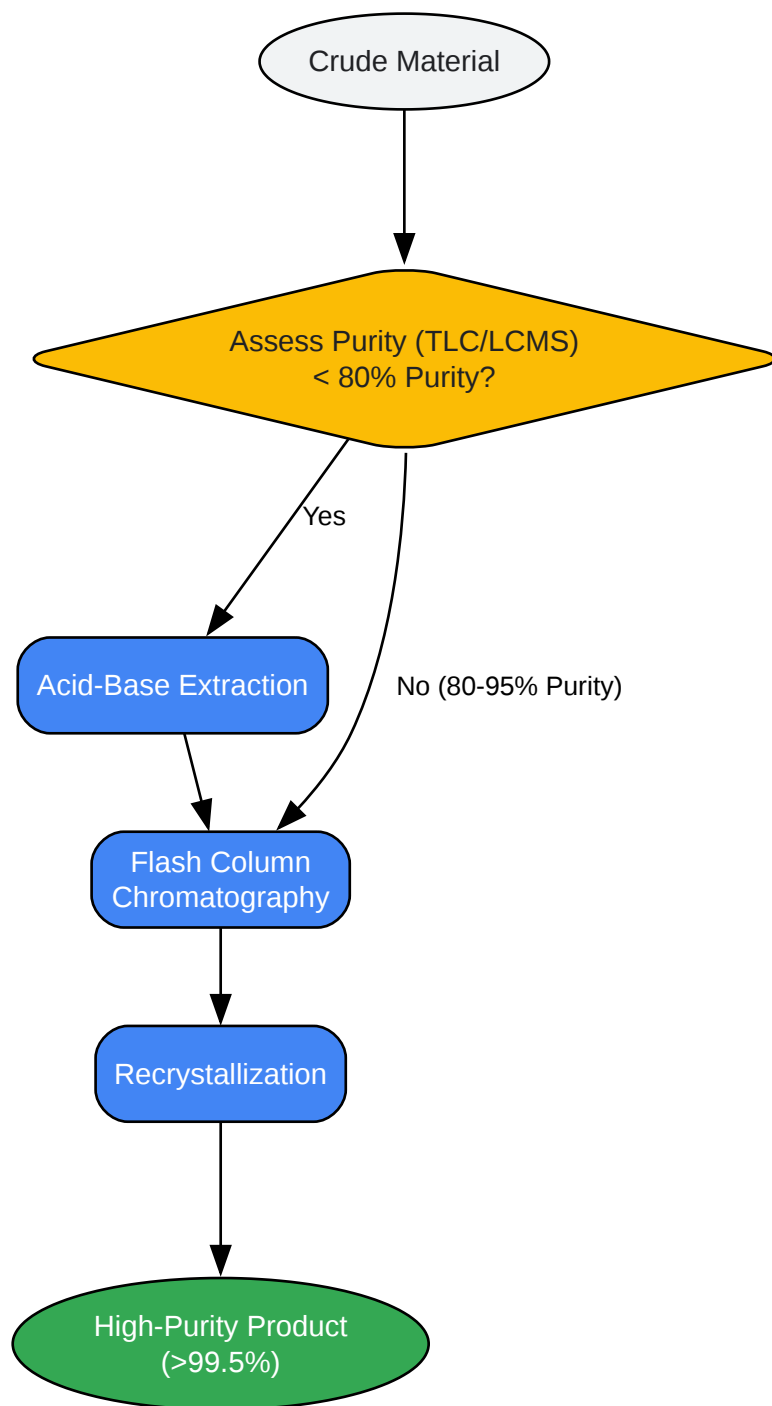 Crude Material
Assess Purity (TLC/LCMS)
< 80% Purity?
Yes
Acid-Base Extraction
No (80-95% Purity)
Flash Column
Chromatography
Recrystallization
High-Purity Product
(>99.5%)